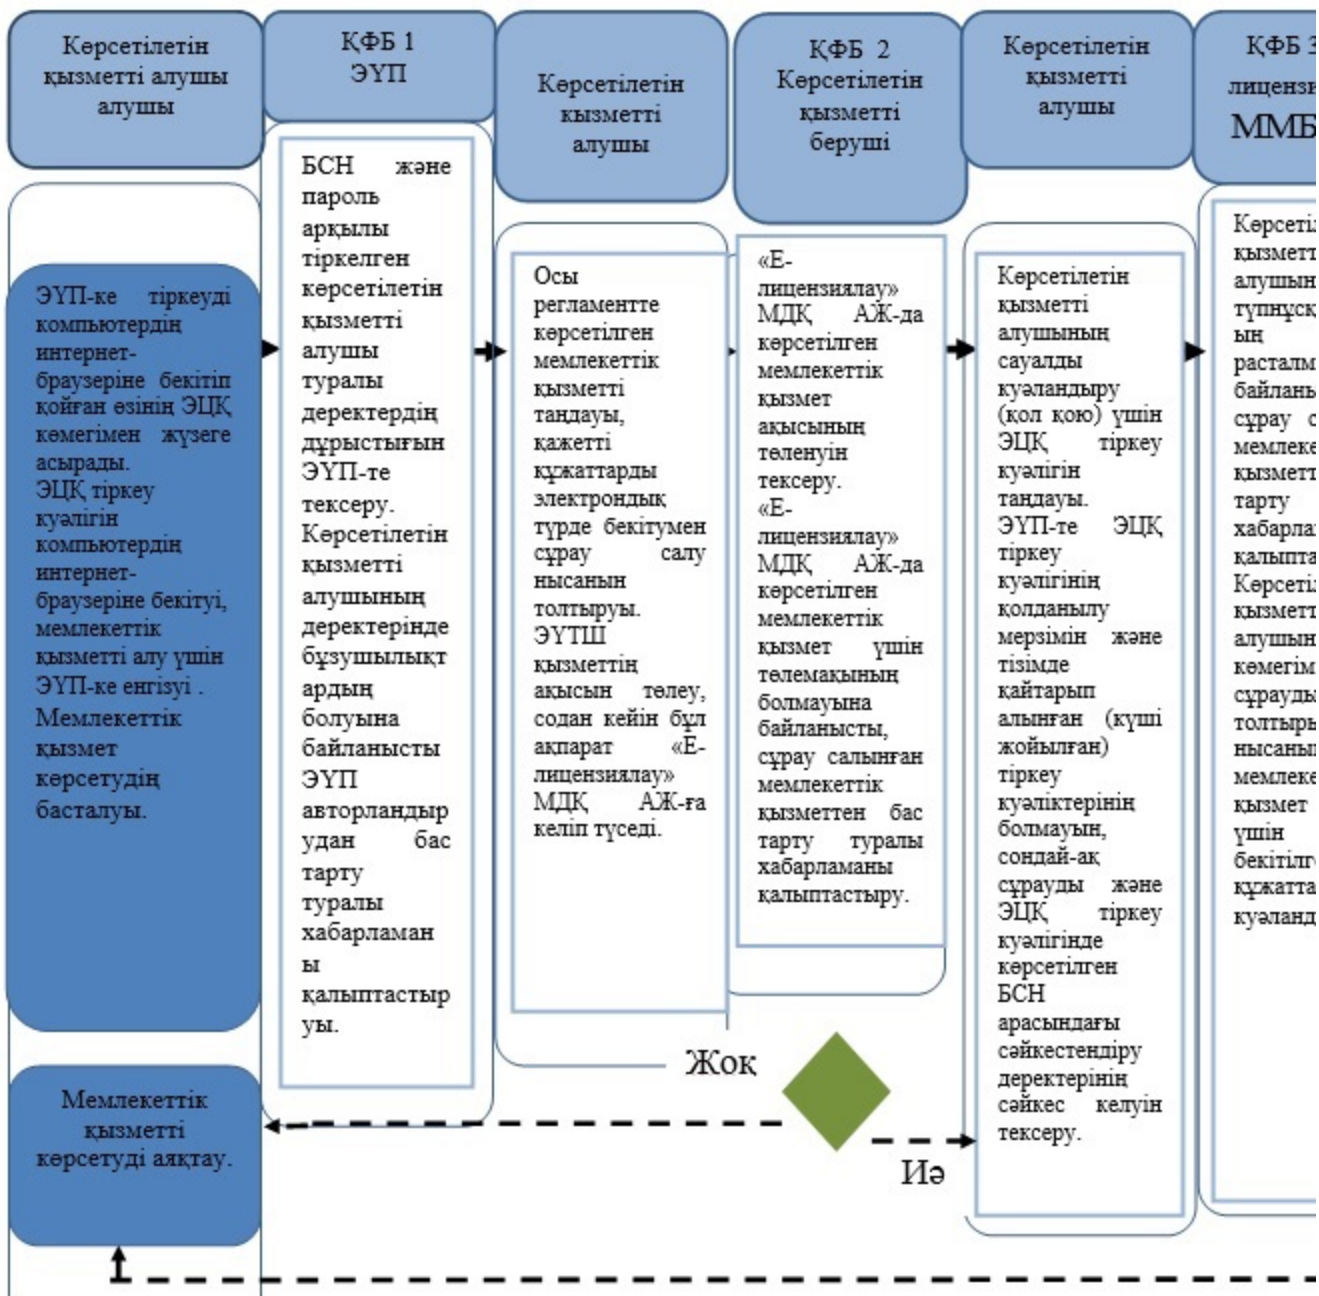 Көрсетілетін
қызметті алушы
алушы
ҚФБ 1
ЭҮП
Көрсетілетін
кызметті
алушы
ҚФБ 2
Көрсетілетін
қызметті
беруші
Көрсетілетін
қызметті
алушы
ҚФБ
ЭҮП-ке тіркеуді
компьютердің
интернет-
браузеріне бекітіп
қойған өзінің ЭЦҚ
көмегімен жүзеге
асырады.
ЭЦҚ тіркеу
куәлігін
компьютердің
интернет-
браузеріне бекітуі,
мемлекеттік
қызметті алу үшін
ЭҮП-ке енгізуі .
Мемлекеттік
қызмет
көрсетудің
басталуы.
БСН және
пароль
арқылы
тіркелген
көрсетілетін
қызметті
алушы
туралы
деректердің
дұрыстығын
ЭҮП-те
тексеру.
Көрсетілетін
қызметті
алушының
деректерінде
бұзушылықт
ардың
болуына
байланысты
ЭҮП
авторландыр
удан бас
тарту
туралы
хабарламан
ы
қалыптастыр
уы.
Осы
регламентте
көрсетілген
мемлекеттік
қызметті
таңдауы,
қажетті
құжаттарды
электрондық
түрде бекітумен
сұрау салу
нысанын
толтыруы.
ЭҮТШ
қызметтің
ақысын төлеу,
содан кейін бұл
ақпарат «Е-
лицензиялау»
МДҚ АЖ-ға
келіп түседі.
«Е-
лицензиялау»
МДҚ АЖ-да
көрсетілген
мемлекеттік
қызмет
ақысының
төленуін
тексеру.
«Е-
лицензиялау»
МДҚ АЖ-да
көрсетілген
мемлекеттік
қызмет үшін
төлемақының
болмауына
байланысты,
сұрау салынған
мемлекеттік
қызметтен бас
тарту туралы
хабарламаны
қалыптастыру.
Көрсетілетін
қызметті
алушының
сауалды
куәландыру
(қол қою) үшін
ЭЦҚ тіркеу
куәлігін
таңдауы.
ЭҮП-те ЭЦҚ
тіркеу
куәлігінің
қолданылу
мерзімін және
тізімде
қайтарып
алынған (күші
жойылған)
тіркеу
куәліктерінің
болмауын,
сондай-ақ
сұрауды және
ЭЦҚ тіркеу
куәлігінде
көрсетілген
БСН
арасындағы
сәйкестендіру
деректерінің
сәйкес келуін
тексеру.
ың
тарту
қызмет
үшін
Жоқ
Иә
Мемлекеттік
қызметті
көрсетуді аяқтау.